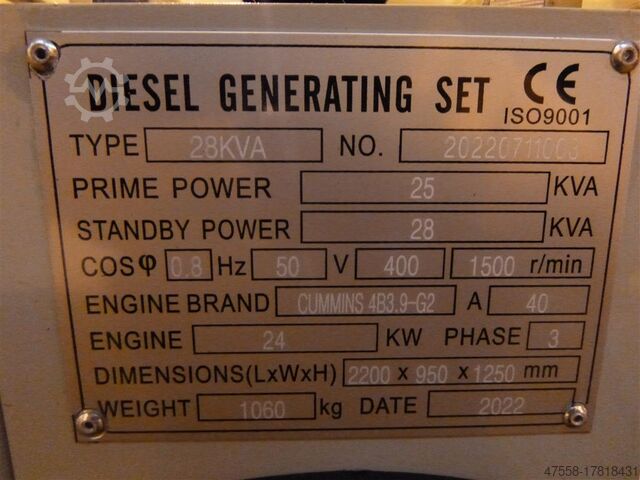 DIESEL GENERATING SET CE
ISO9001
TYPE 28KVA NO. 20220711003
PRIME POWER 25 KVA
STANDBY POWER 28 KVA
COSφ 0.8 Hz 50 V 400 1500 r/min
ENGINE BRAND CUMMINS 4B3.9-G2 A 40
ENGINE 24 KW PHASE 3
DIMENSIONS(LxWxH) 2200 x 950 x 1250 mm
WEIGHT 1060 kg DATE 2022
47558-17818431